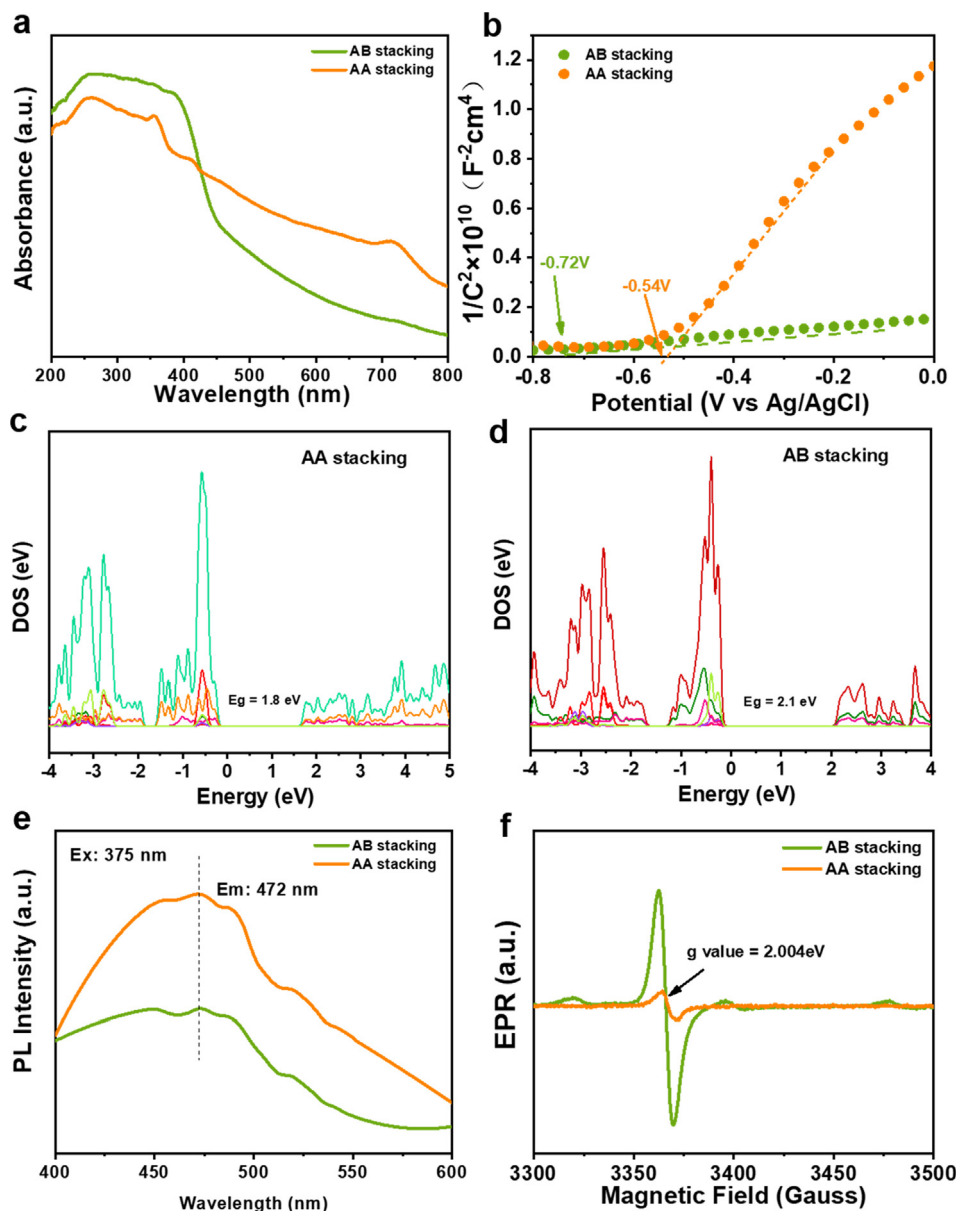 a
AB stacking
AA stacking
Absorbance (a.u.)
200 300 400 500 600 700 800
Wavelength (nm)
b
AB stacking
AA stacking
1/C²×10¹⁰ (F⁻²cm⁴)
1.2
1.0
0.8
0.6
0.4
0.2
0.0
-0.72V
-0.54V
-0.8 -0.6 -0.4 -0.2 0.0
Potential (V vs Ag/AgCl)
c
AA stacking
DOS (eV)
Eg = 1.8 eV
-4 -3 -2 -1 0 1 2 3 4 5
Energy (eV)
d
AB stacking
DOS (eV)
Eg = 2.1 eV
-4 -3 -2 -1 0 1 2 3 4
Energy (eV)
e
AB stacking
AA stacking
Ex: 375 nm
Em: 472 nm
PL Intensity (a.u.)
400 450 500 550 600
Wavelength (nm)
f
AB stacking
AA stacking
g value = 2.004eV
EPR (a.u.)
3300 3350 3400 3450 3500
Magnetic Field (Gauss)